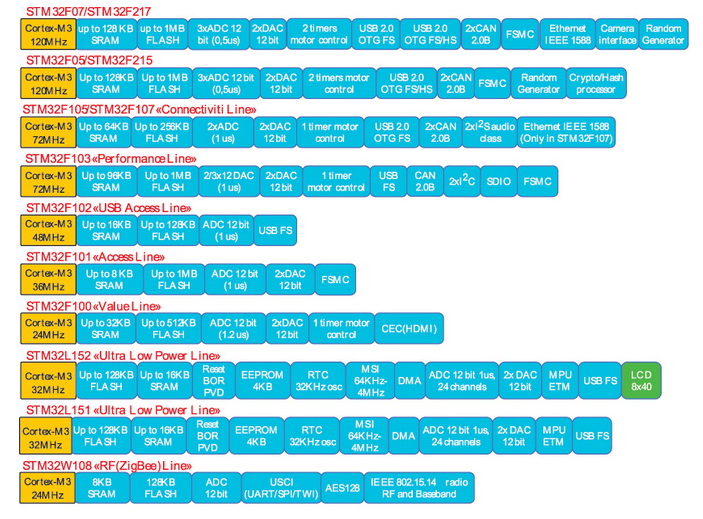 STM32F07/STM32F217
Cortex-M3 120MHz
up to 128 KB SRAM
up to 1MB FLASH
3xADC 12 bit (0,5us)
2xDAC 12 bit
2 timers motor control
USB 2.0 OTG FS
USB 2.0 OTG FS/HS
2xCAN 2.0B
FSMC
Ethernet IEEE 1588
Camera interface
Random Generator
STM32F05/STM32F215
Cortex-M3 120MHz
Up to 128KB SRAM
Up to 1MB FLASH
3xADC 12 bit (0,5us)
2xDAC 12 bit
2 timers motor control
USB 2.0 OTG FS/HS
2xCAN 2.0B
FSMC
Random Generator
Crypto/Hash processor
STM32F105/STM32F107 «Connectiviti Line»
Cortex-M3 72MHz
Up to 64KB SRAM
Up to 256KB FLASH
2xADC (1 us)
2xDAC 12 bit
1 timer motor control
USB 2.0 OTG FS
2xCAN 2.0B
2xI²S audio class
Ethernet IEEE 1588 (Only in STM32F107)
STM32F103 «Performance Line»
Cortex-M3 72MHz
Up to 96KB SRAM
Up to 1MB FLASH
2/3x12 DAC (1 us)
2xDAC 12 bit
1 timer motor control
USB FS
CAN 2.0B
2xI²C
SDIO
FSMC
STM32F102 «USB Access Line»
Cortex-M3 48MHz
Up to 16KB SRAM
Up to 128KB FLASH
ADC 12 bit (1 us)
USB FS
STM32F101 «Access Line»
Cortex-M3 36MHz
Up to 8 KB SRAM
Up to 1MB FLASH
ADC 12 bit (1 us)
2xDAC 12 bit
FSMC
STM32F100 «Value Line»
Cortex-M3 24MHz
Up to 32KB SRAM
Up to 512KB FLASH
ADC 12 bit (1.2 us)
2xDAC 12 bit
1 timer motor control
CEC(HDMI)
STM32L152 «Ultra Low Power Line»
Cortex-M3 32MHz
Up to 128KB FLASH
Up to 16KB SRAM
Reset BOR PVD
EEPROM 4KB
RTC 32KHz osc
MSI 64KHz-4MHz
DMA
ADC 12 bit 1us, 24 channels
2x DAC 12 bit
MPU ETM
USB FS
LCD 8x40
STM32L151 «Ultra Low Power Line»
Cortex-M3 32MHz
Up to 128KB FLASH
Up to 16KB SRAM
Reset BOR PVD
EEPROM 4KB
RTC 32KHz osc
MSI 64KHz-4MHz
DMA
ADC 12 bit 1us, 24 channels
2x DAC 12 bit
MPU ETM
USB FS
STM32W108 «RF(ZigBee) Line»
Cortex-M3 24MHz
8KB SRAM
128KB FLASH
ADC 12 bit
USCI (UART/SPI/TWI)
AES128
IEEE 802.15.14 radio RF and Baseband